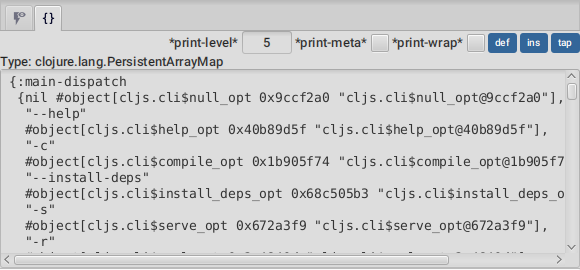 {}
*print-level* 5 *print-meta* *print-wrap* def ins tap
Type: clojure.lang.PersistentArrayMap
{:main-dispatch
{nil #object[cljs.cli$null_opt 0x9ccf2a0 "cljs.cli$null_opt@9ccf2a0"],
"--help"
#object[cljs.cli$help_opt 0x40b89d5f "cljs.cli$help_opt@40b89d5f"],
"-c"
#object[cljs.cli$compile_opt 0x1b905f74 "cljs.cli$compile_opt@1b905f7
"--install-deps"
#object[cljs.cli$install_deps_opt 0x68c505b3 "cljs.cli$install_deps_o
"-s"
#object[cljs.cli$serve_opt 0x672a3f9 "cljs.cli$serve_opt@672a3f9"],
"-r"